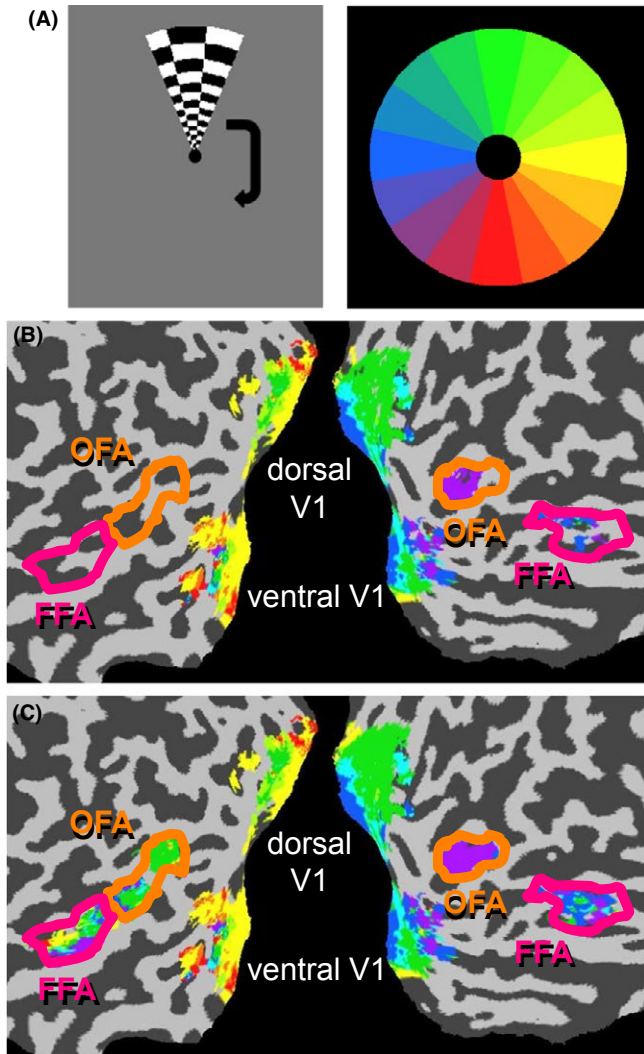 (A)
(B)
OFA
FFA
dorsal
V1
ventral V1
OFA
FFA
(C)
OFA
FFA
dorsal
V1
ventral V1
OFA
FFA